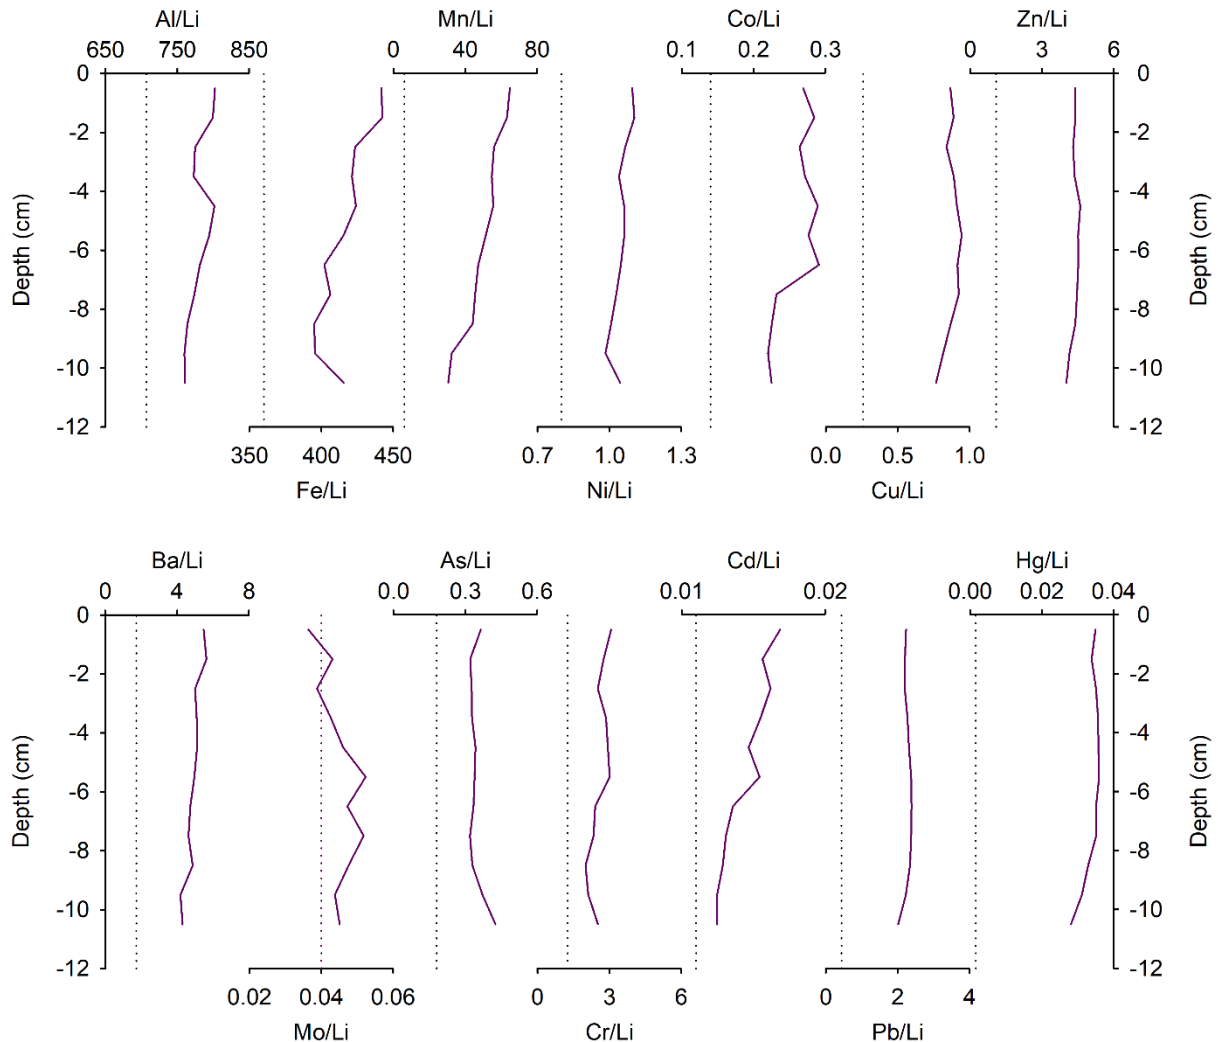 Al/Li Mn/Li Co/Li Zn/Li
650 750 850 0 40 80 0.1 0.2 0.3 0 3 6
0 0
-2 -2
-4 -4
-6 -6
-8 -8
-10 -10
-12 -12
Depth (cm) Depth (cm)
350 400 450 0.7 1.0 1.3 0.0 0.5 1.0
Fe/Li Ni/Li Cu/Li
Ba/Li As/Li Cd/Li Hg/Li
0 4 8 0.0 0.3 0.6 0.01 0.02 0.00 0.02 0.04
0 0
-2 -2
-4 -4
-6 -6
-8 -8
-10 -10
-12 -12
Depth (cm) Depth (cm)
0.02 0.04 0.06 0 3 6 0 2 4
Mo/Li Cr/Li Pb/Li